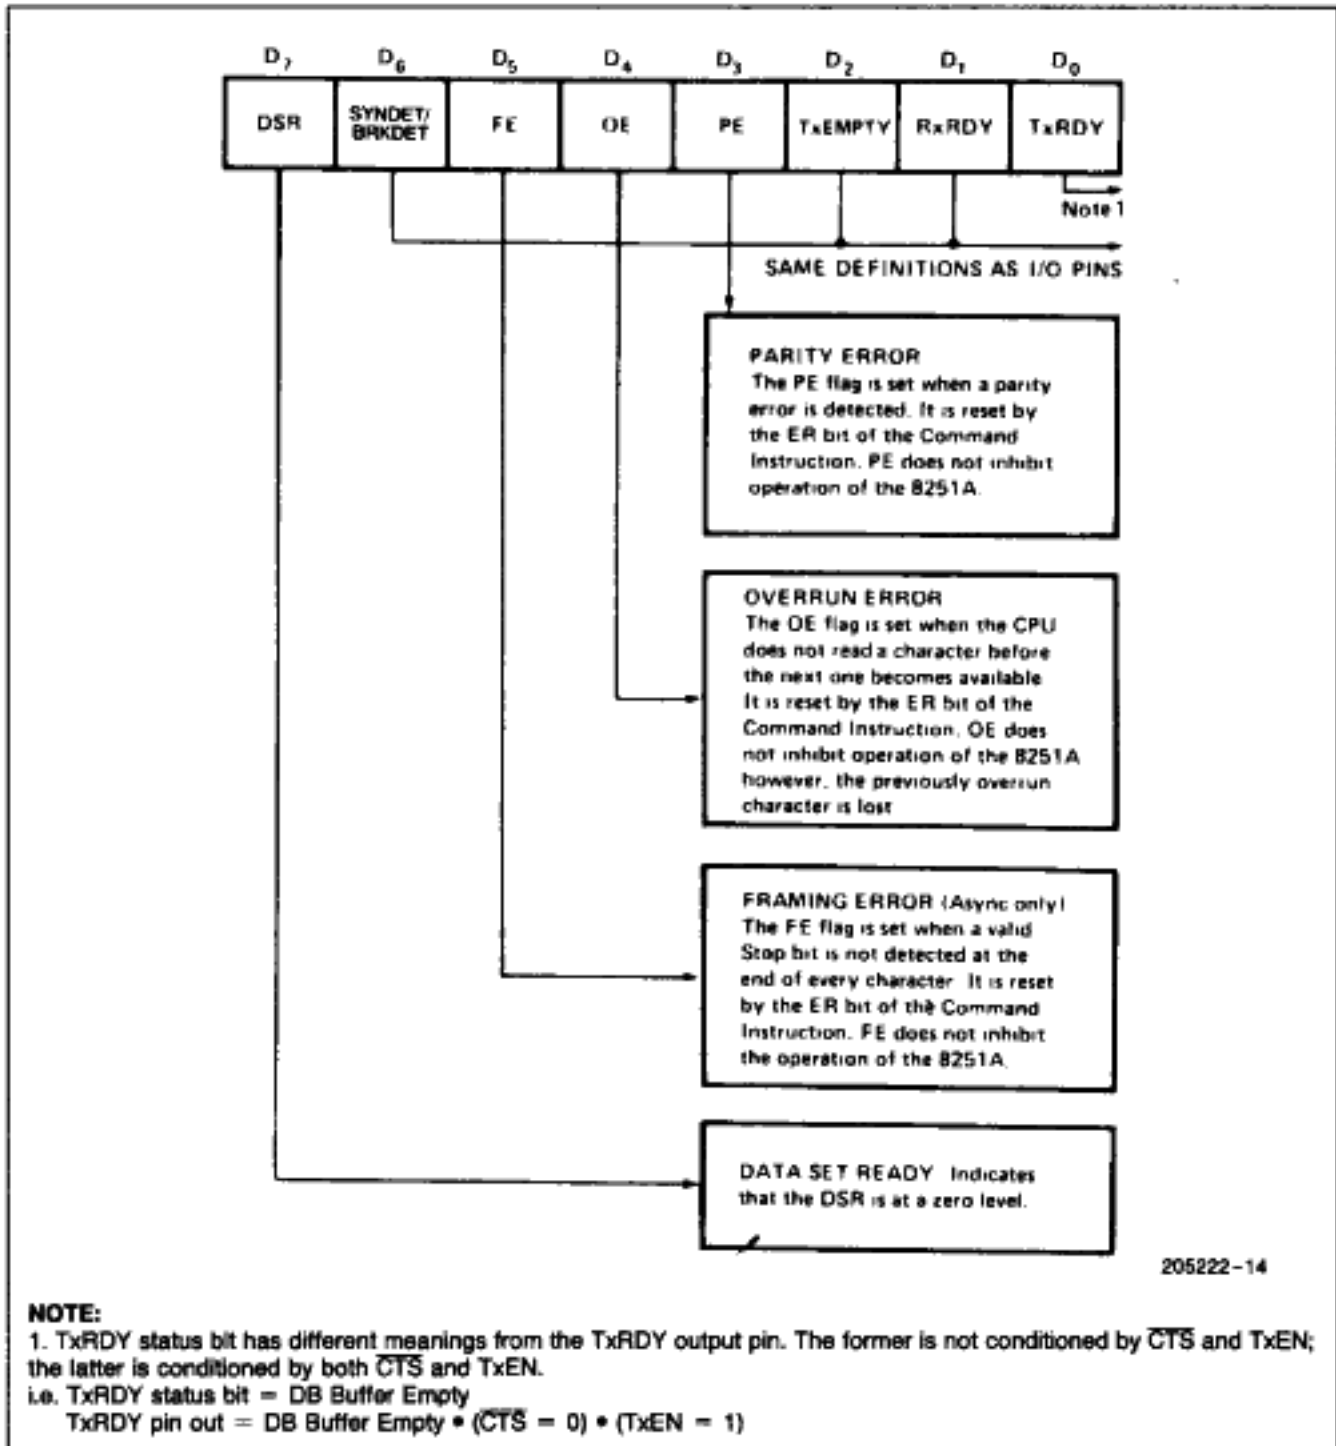 D7 D6 D5 D4 D3 D2 D1 D0
DSR SYNDET/ BRKDET FE OE PE TxEMPTY RxRDY TxRDY
Note 1
SAME DEFINITIONS AS I/O PINS
PARITY ERROR
The PE flag is set when a parity
error is detected. It is reset by
the ER bit of the Command
Instruction. PE does not inhibit
operation of the 8251A.
OVERRUN ERROR
The OE flag is set when the CPU
does not read a character before
the next one becomes available
It is reset by the ER bit of the
Command Instruction. OE does
not inhibit operation of the 8251A
however, the previously overrun
character is lost
FRAMING ERROR (Async only)
The FE flag is set when a valid
Stop bit is not detected at the
end of every character It is reset
by the ER bit of the Command
Instruction. FE does not inhibit
the operation of the 8251A.
DATA SET READY Indicates
that the DSR is at a zero level.
205222-14
NOTE:
1. TxRDY status bit has different meanings from the TxRDY output pin. The former is not conditioned by C̅T̅S̅ and TxEN;
the latter is conditioned by both C̅T̅S̅ and TxEN.
i.e. TxRDY status bit = DB Buffer Empty
TxRDY pin out = DB Buffer Empty • (C̅T̅S̅ = 0) • (TxEN = 1)